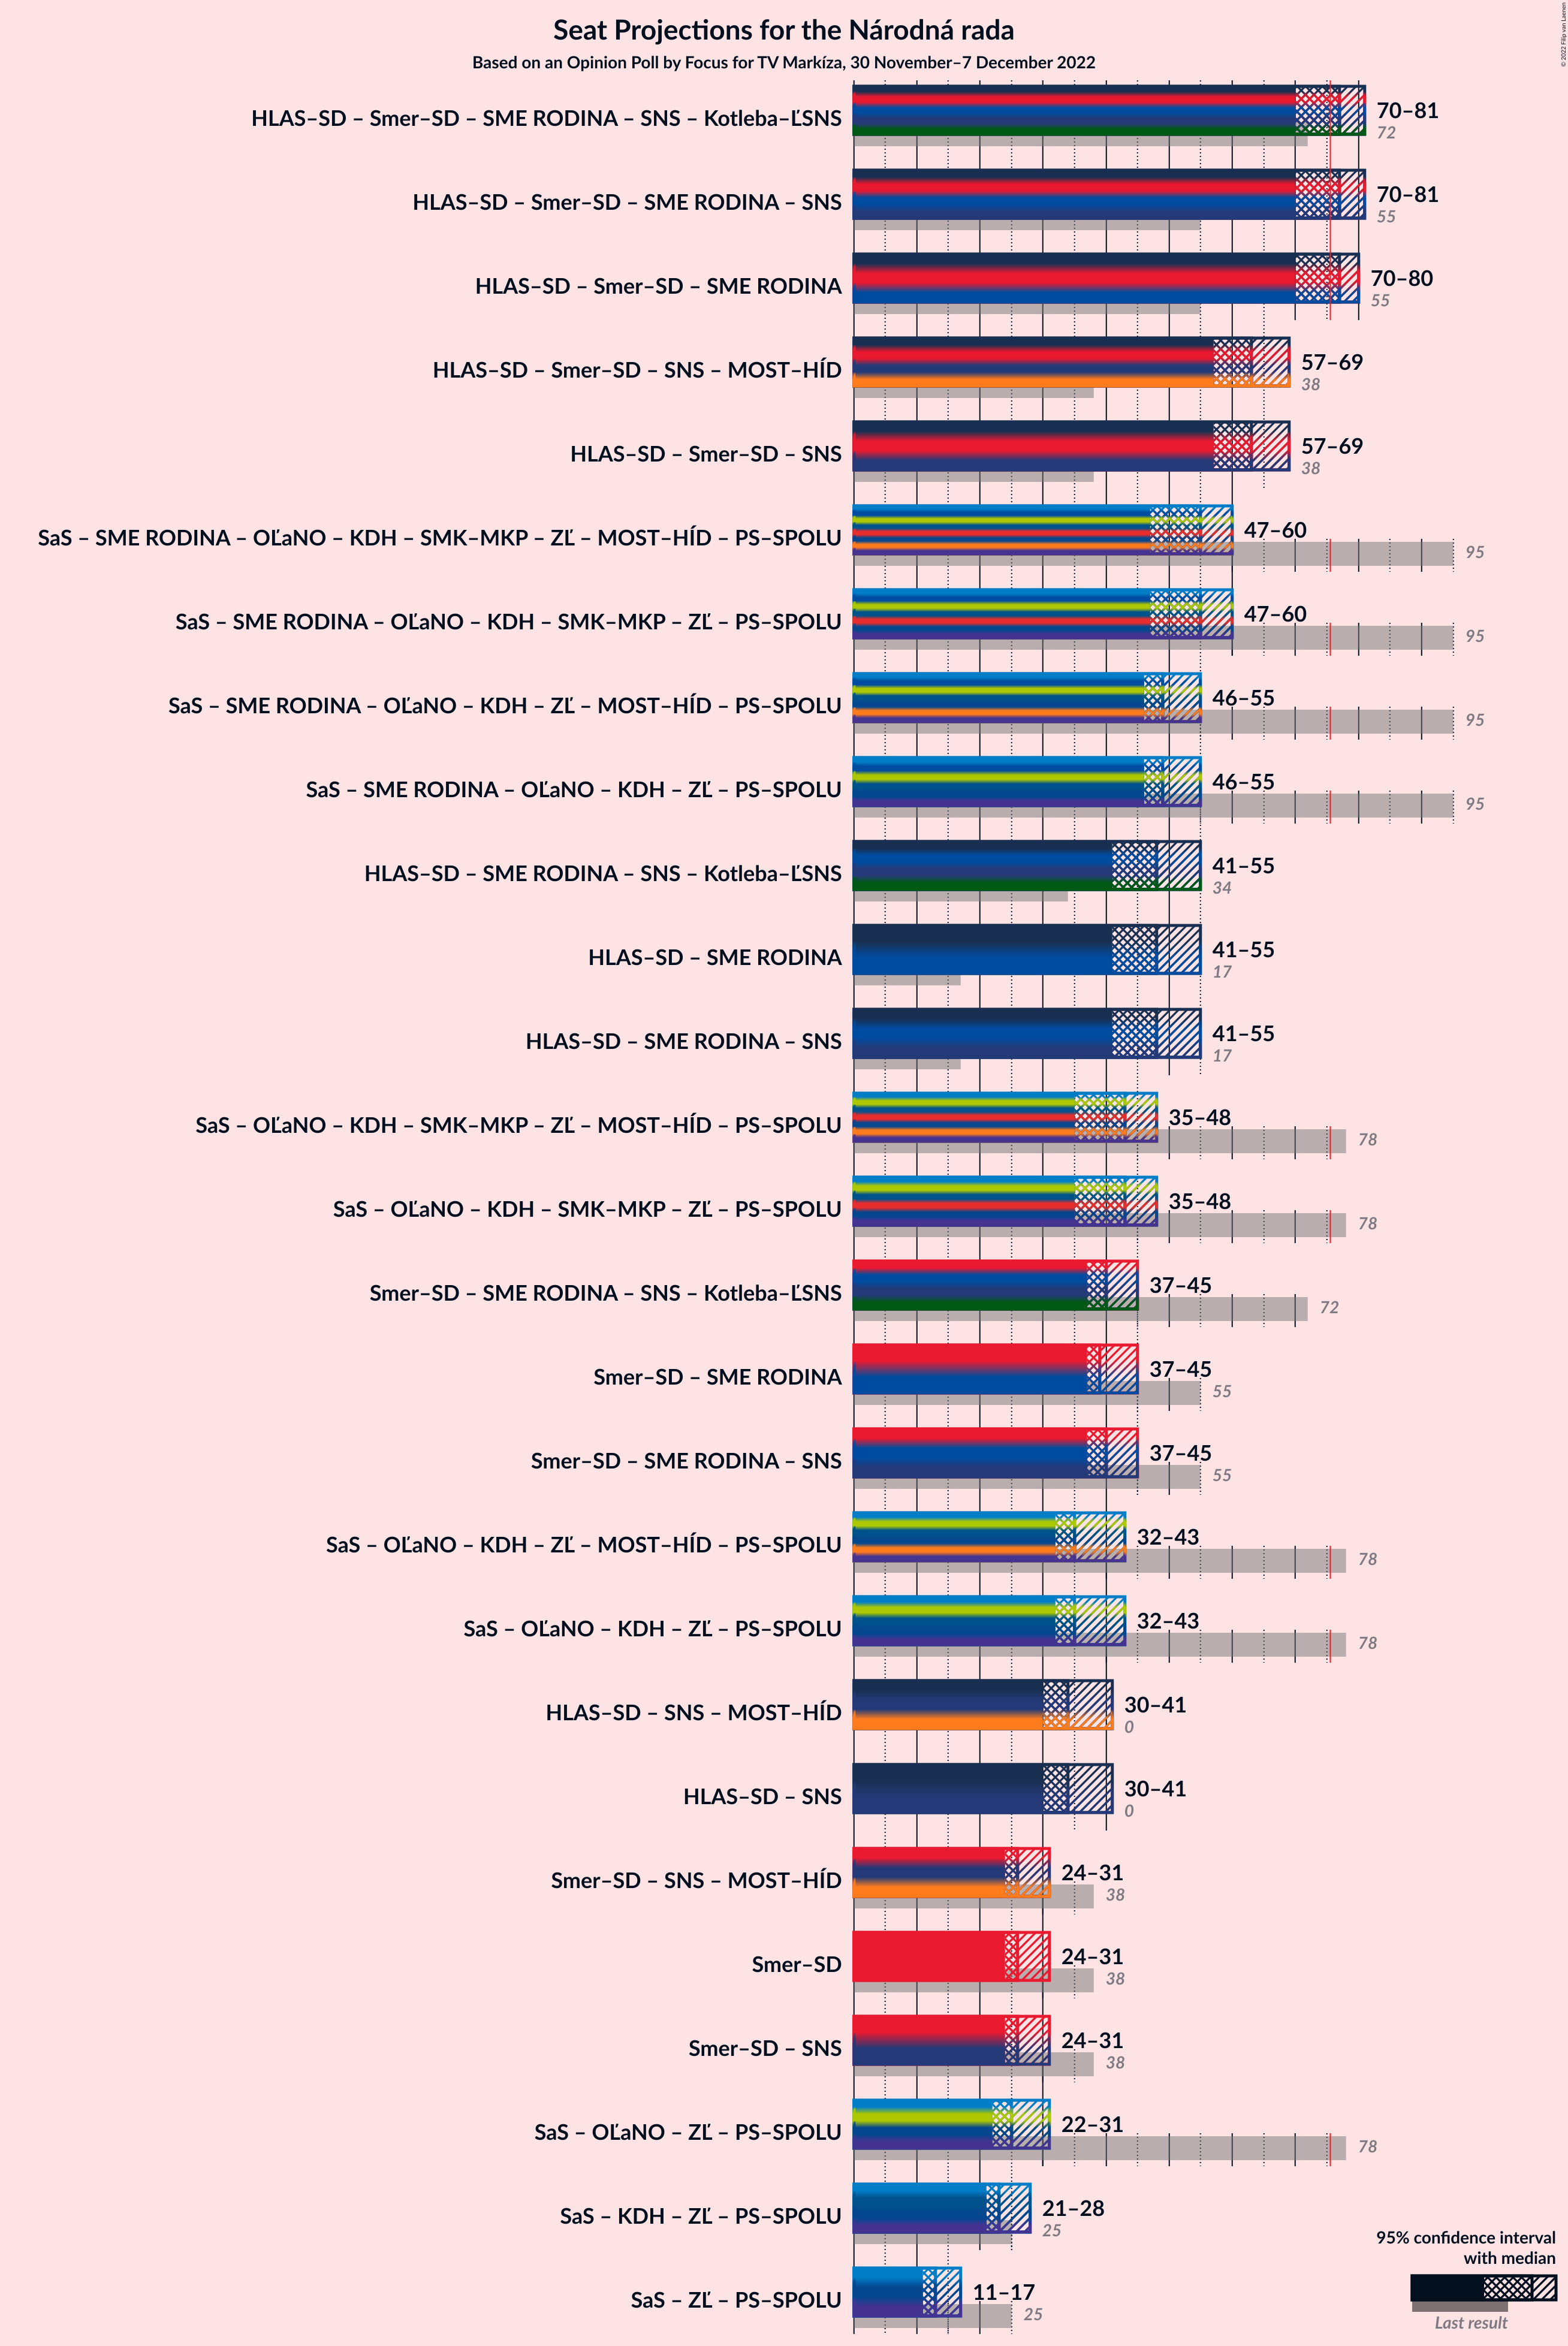 © 2022 Filip van Laenen
Seat Projections for the Národná rada
Based on an Opinion Poll by Focus for TV Markíza, 30 November–7 December 2022
HLAS–SD – Smer–SD – SME RODINA – SNS – Kotleba–ĽSNS 70–81
72
HLAS–SD – Smer–SD – SME RODINA – SNS 70–81
55
HLAS–SD – Smer–SD – SME RODINA 70–80
55
HLAS–SD – Smer–SD – SNS – MOST–HÍD 57–69
38
HLAS–SD – Smer–SD – SNS 57–69
38
SaS – SME RODINA – OĽaNO – KDH – SMK–MKP – ZĽ – MOST–HÍD – PS–SPOLU 47–60
95
SaS – SME RODINA – OĽaNO – KDH – SMK–MKP – ZĽ – PS–SPOLU 47–60
95
SaS – SME RODINA – OĽaNO – KDH – ZĽ – MOST–HÍD – PS–SPOLU 46–55
95
SaS – SME RODINA – OĽaNO – KDH – ZĽ – PS–SPOLU 46–55
95
HLAS–SD – SME RODINA – SNS – Kotleba–ĽSNS 41–55
34
HLAS–SD – SME RODINA 41–55
17
HLAS–SD – SME RODINA – SNS 41–55
17
SaS – OĽaNO – KDH – SMK–MKP – ZĽ – MOST–HÍD – PS–SPOLU 35–48
78
SaS – OĽaNO – KDH – SMK–MKP – ZĽ – PS–SPOLU 35–48
78
Smer–SD – SME RODINA – SNS – Kotleba–ĽSNS 37–45
72
Smer–SD – SME RODINA 37–45
55
Smer–SD – SME RODINA – SNS 37–45
55
SaS – OĽaNO – KDH – ZĽ – MOST–HÍD – PS–SPOLU 32–43
78
SaS – OĽaNO – KDH – ZĽ – PS–SPOLU 32–43
78
HLAS–SD – SNS – MOST–HÍD 30–41
0
HLAS–SD – SNS 30–41
0
Smer–SD – SNS – MOST–HÍD 24–31
38
Smer–SD 24–31
38
Smer–SD – SNS 24–31
38
SaS – OĽaNO – ZĽ – PS–SPOLU 22–31
78
SaS – KDH – ZĽ – PS–SPOLU 21–28
25
SaS – ZĽ – PS–SPOLU 11–17
25
95% confidence interval
with median
Last result